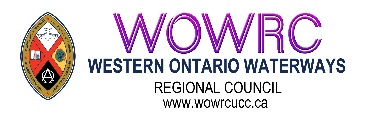 WOWRC
WESTERN ONTARIO WATERWAYS
REGIONAL COUNCIL
www.wowrcucc.ca